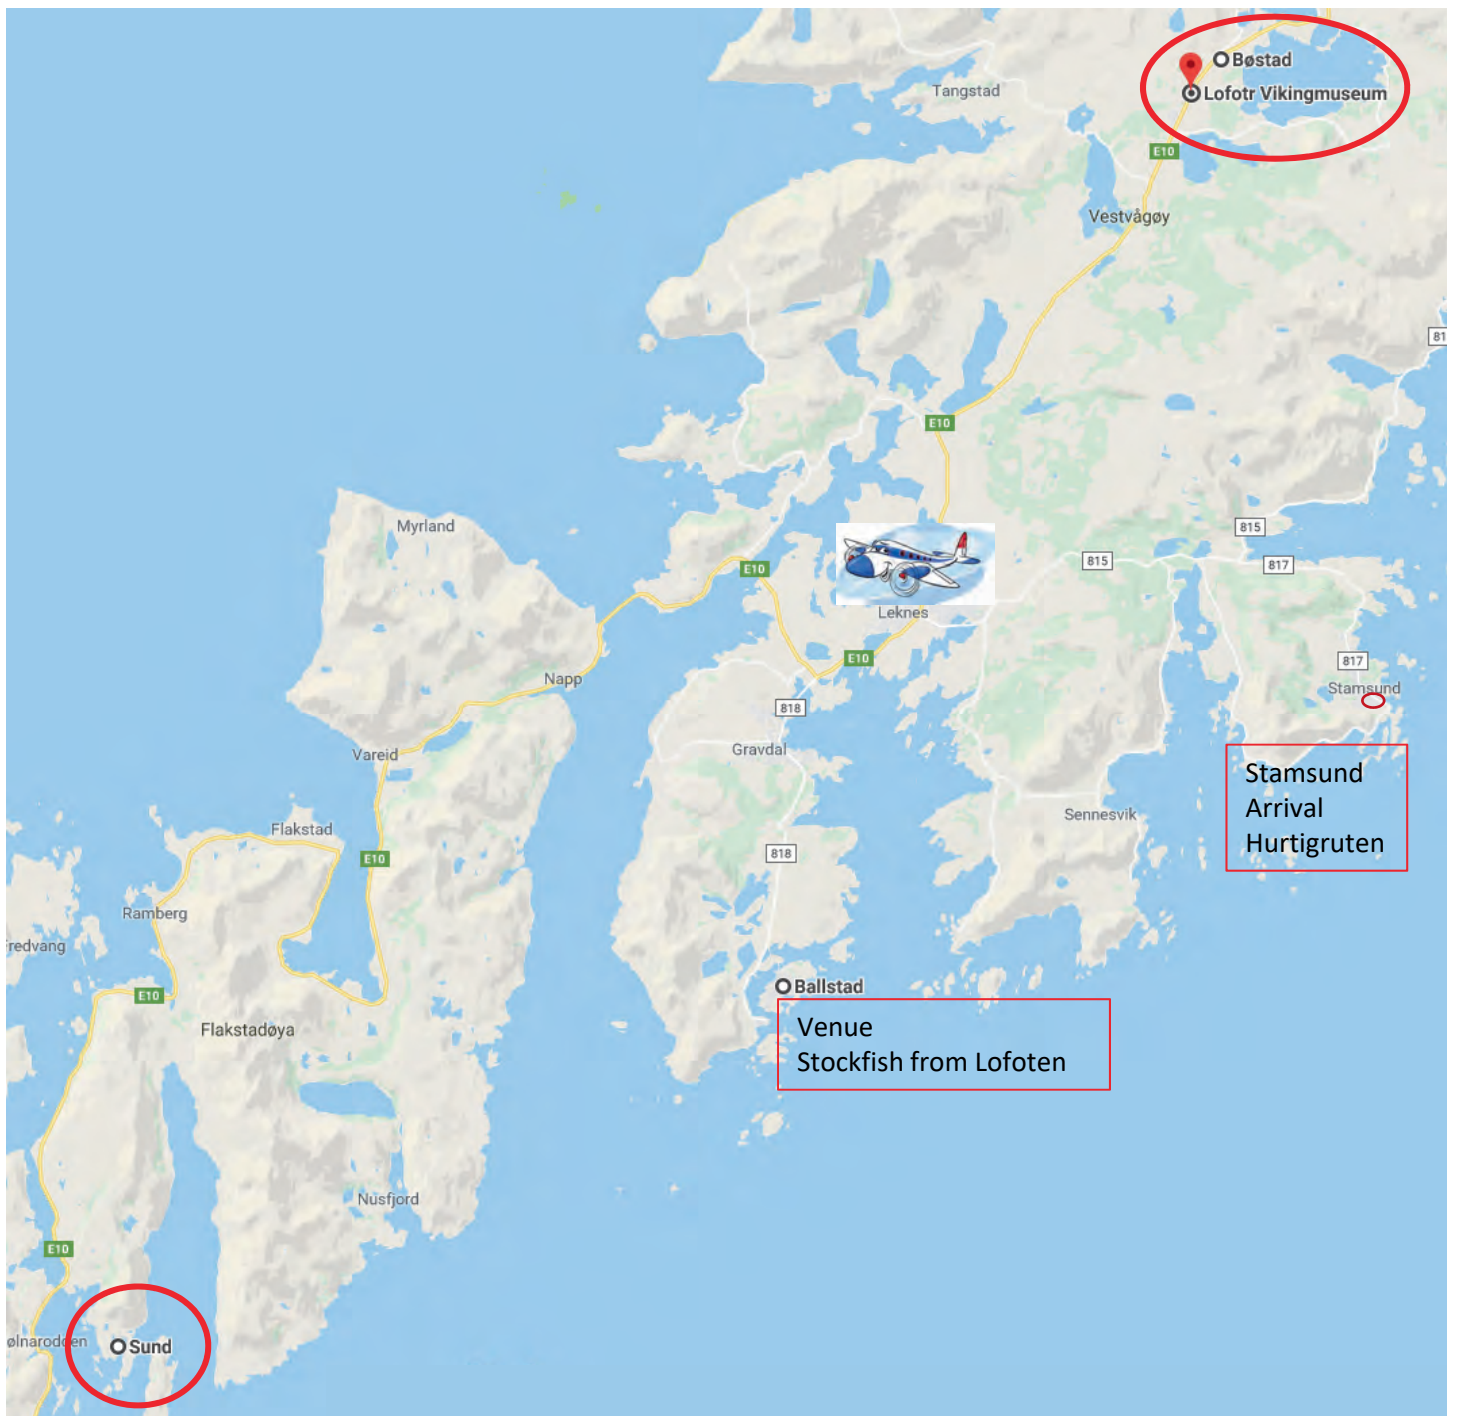 Bøstad
Tangstad
Lofotr Vikingmuseum
E10
Vestvågøy
81
E10
Myrland
815
815
817
E10
Leknes
E10
817
Napp
Stamsund
818
Gravdal
Vareid
Stamsund
Arrival
Hurtigruten
Sennesvik
Flakstad
818
E10
Ramberg
redvang
Ballstad
E10
Flakstadøya
Venue
Stockfish from Lofoten
Nusfjord
E10
ølnarodden
Sund